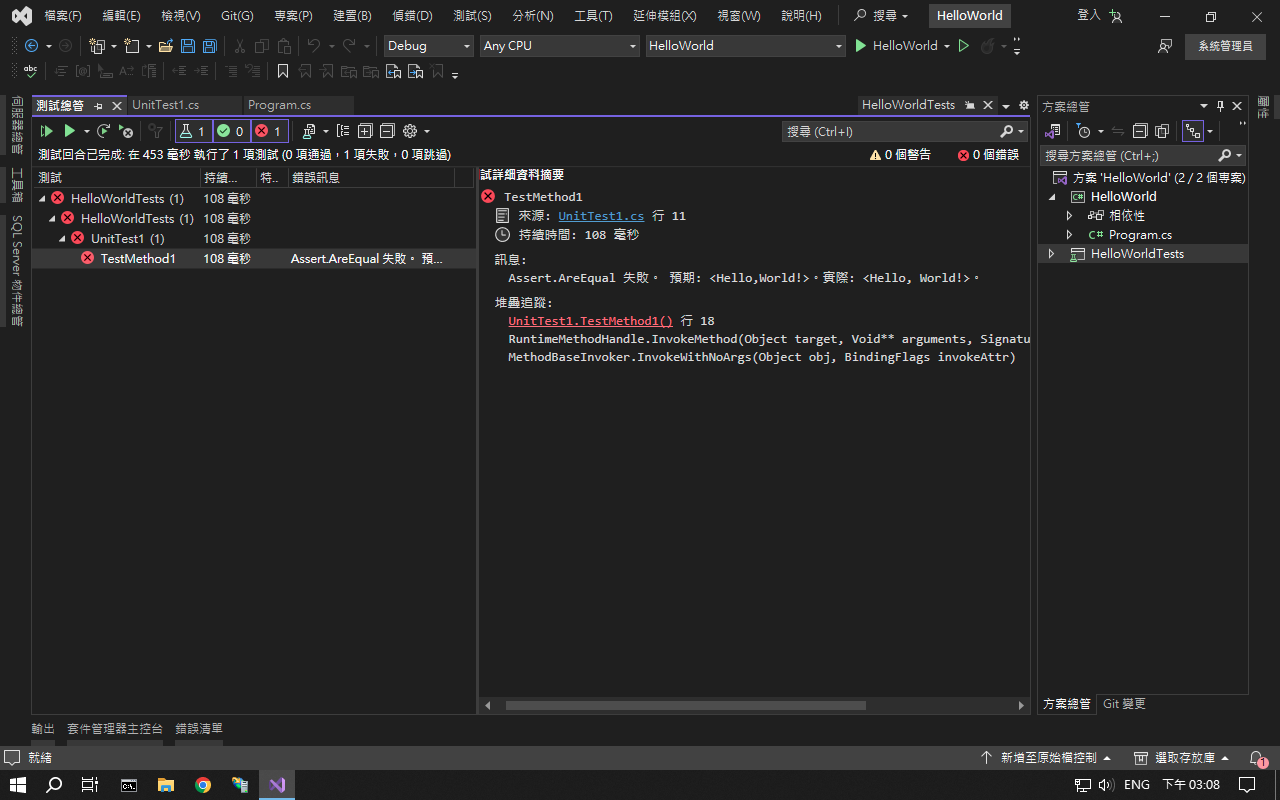 檔案(F) 編輯(E) 檢視(V) Git(G) 專案(P) 建置(B) 偵錯(D) 測試(S) 分析(N) 工具(T) 延伸模組(X) 視窗(W) 說明(H) 搜尋 HelloWorld 登入
Debug Any CPU HelloWorld HelloWorld 系統管理員
abc
伺服器總管
工具箱
SQL Server 物件總管
測試總管 UnitTest1.cs Program.cs HelloWorldTests
1 0 1 搜尋 (Ctrl+I)
測試回合已完成: 在 453 毫秒 執行了 1 項測試 (0 項通過，1 項失敗，0 項跳過) 0 個警告 0 個錯誤
測試 持續... 特.. 錯誤訊息
HelloWorldTests (1) 108 毫秒
HelloWorldTests (1) 108 毫秒
UnitTest1 (1) 108 毫秒
TestMethod1 108 毫秒 Assert.AreEqual 失敗。 預...
試詳細資料摘要
TestMethod1
來源: UnitTest1.cs 行 11
持續時間: 108 毫秒
訊息:
Assert.AreEqual 失敗。 預期: <Hello,World!>。實際: <Hello, World!>。
堆疊追蹤:
UnitTest1.TestMethod1() 行 18
RuntimeMethodHandle.InvokeMethod(Object target, Void** arguments, Signatu
MethodBaseInvoker.InvokeWithNoArgs(Object obj, BindingFlags invokeAttr)
方案總管
搜尋方案總管 (Ctrl+;)
方案 'HelloWorld' (2 / 2 個專案)
HelloWorld
相依性
C# Program.cs
HelloWorldTests
方案總管 Git 變更
屬性
輸出 套件管理器主控台 錯誤清單
就緒 新增至原始檔控制 選取存放庫 1
ENG 下午 03:08